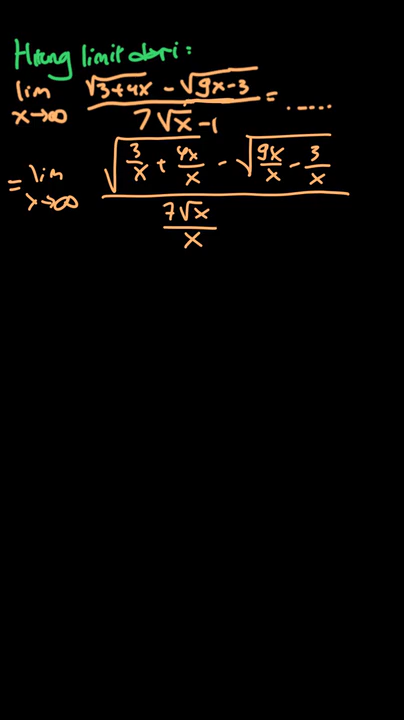 Hitung limit dari:
lim x→∞ (√(3+4x) - √(9x-3)) / (7√x - 1) = ......
= lim x→∞ (√(3/x + 4x/x) - √(9x/x - 3/x)) / (7√x / x)